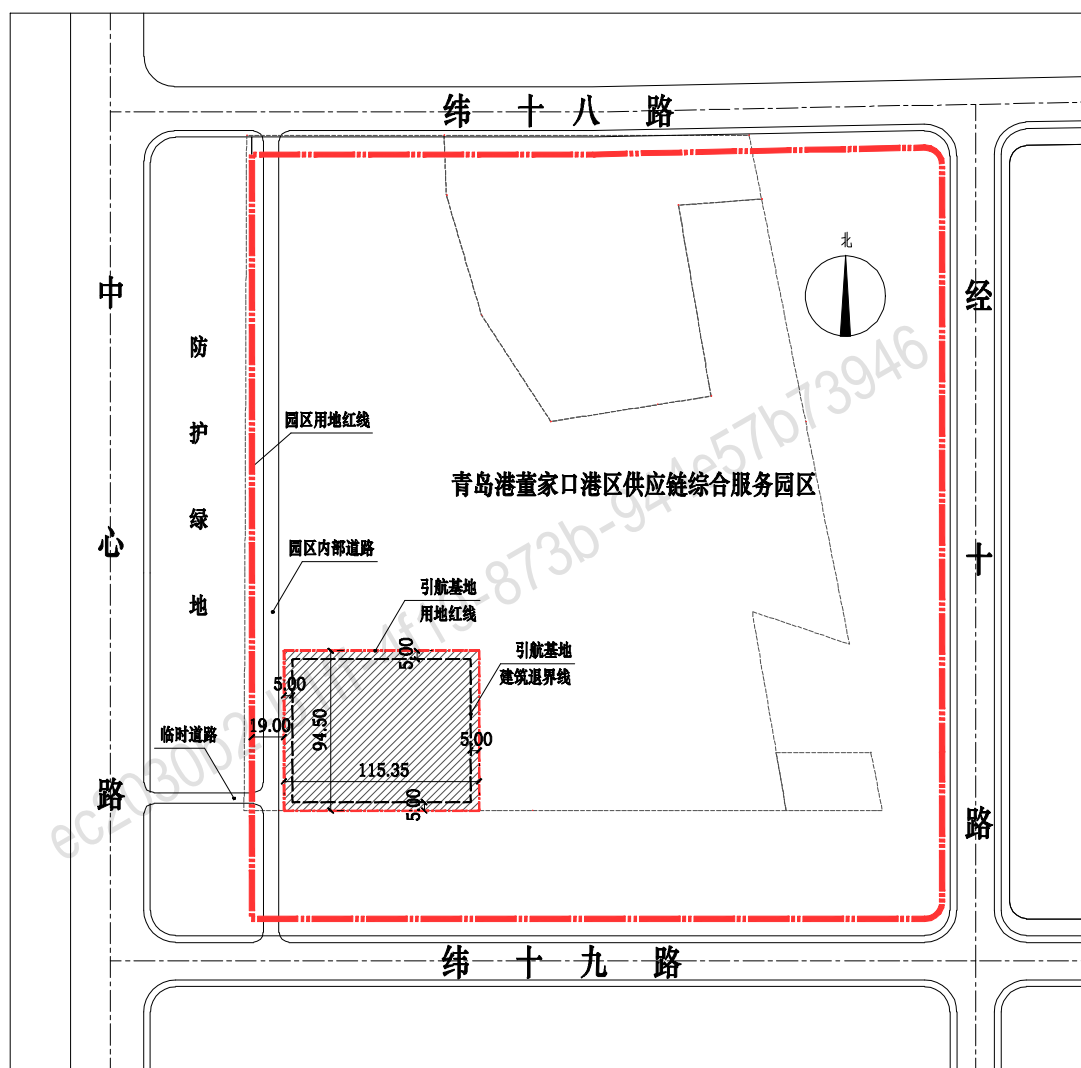 纬十八路
北
中心路
经十路
防护绿地
园区用地红线
青岛港董家口港区供应链综合服务园区
园区内部道路
引航基地
用地红线
引航基地
建筑退界线
5.00
5.00
19.00
94.50
5.00
临时道路
115.35
5.00
纬十九路